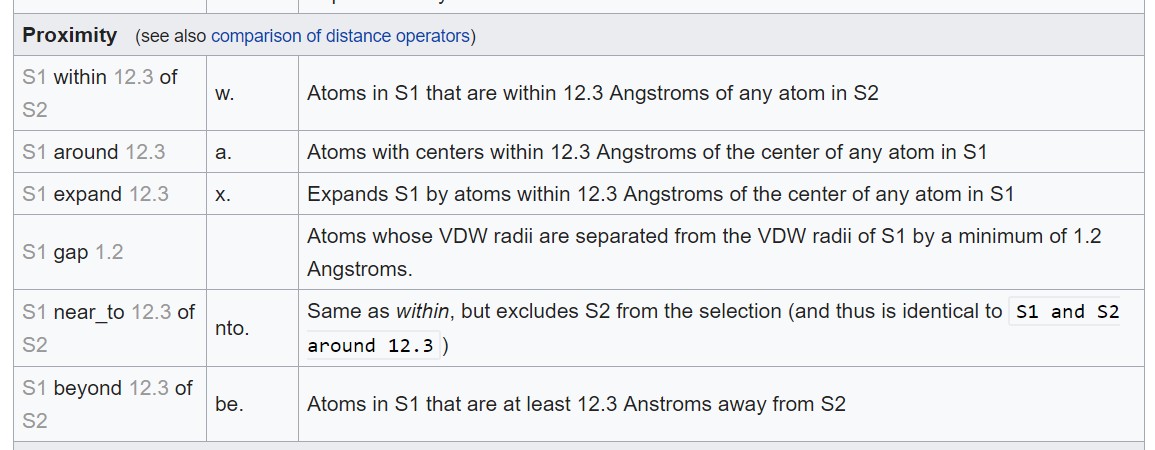 Proximity (see also comparison of distance operators)
S1 within 12.3 of
S2
w.
Atoms in S1 that are within 12.3 Angstroms of any atom in S2
S1 around 12.3
a.
Atoms with centers within 12.3 Angstroms of the center of any atom in S1
S1 expand 12.3
x.
Expands S1 by atoms within 12.3 Angstroms of the center of any atom in S1
S1 gap 1.2
Atoms whose VDW radii are separated from the VDW radii of S1 by a minimum of 1.2
Angstroms.
S1 near_to 12.3 of
S2
nto.
Same as within, but excludes S2 from the selection (and thus is identical to S1 and S2
around 12.3 )
S1 beyond 12.3 of
S2
be.
Atoms in S1 that are at least 12.3 Anstroms away from S2